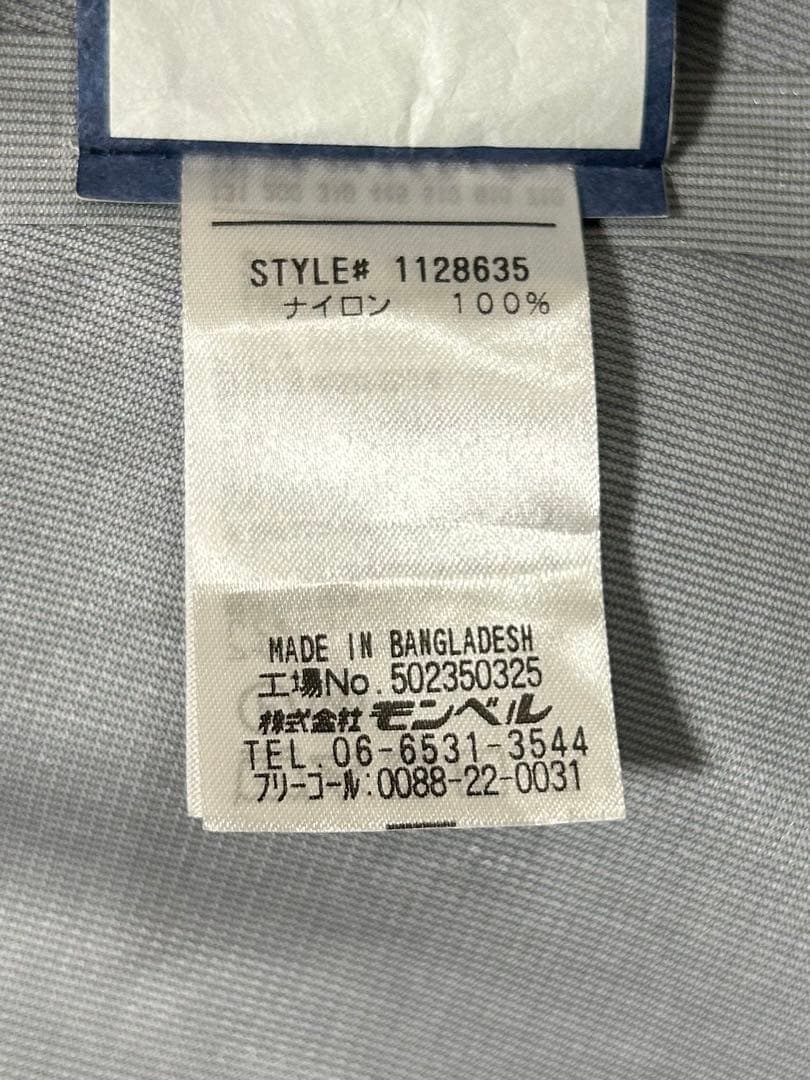 STYLE# 1128635
ナイロン 100%
MADE IN BANGLADESH
工場No.502350325
株式会社モンベル
TEL.06-6531-3544
フリーコール:0088-22-0031